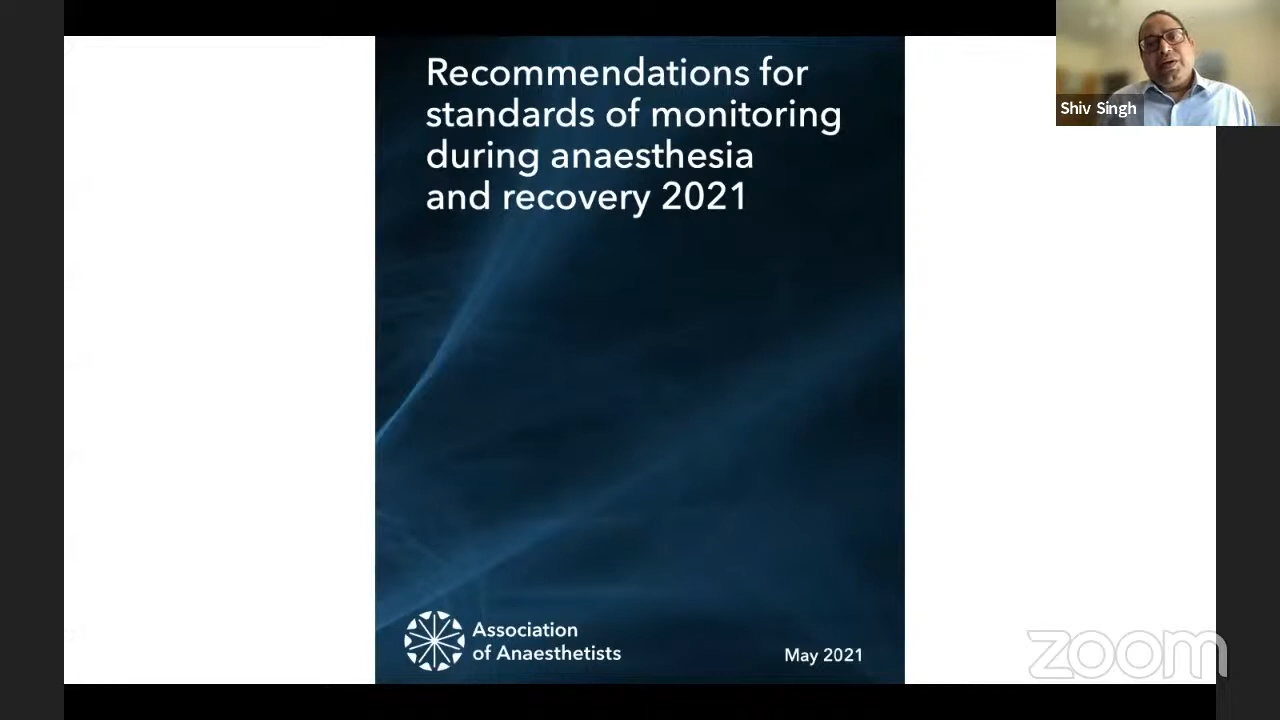 Recommendations for
standards of monitoring
during anaesthesia
and recovery 2021
Shiv Singh
Association
of Anaesthetists
May 2021
zoom